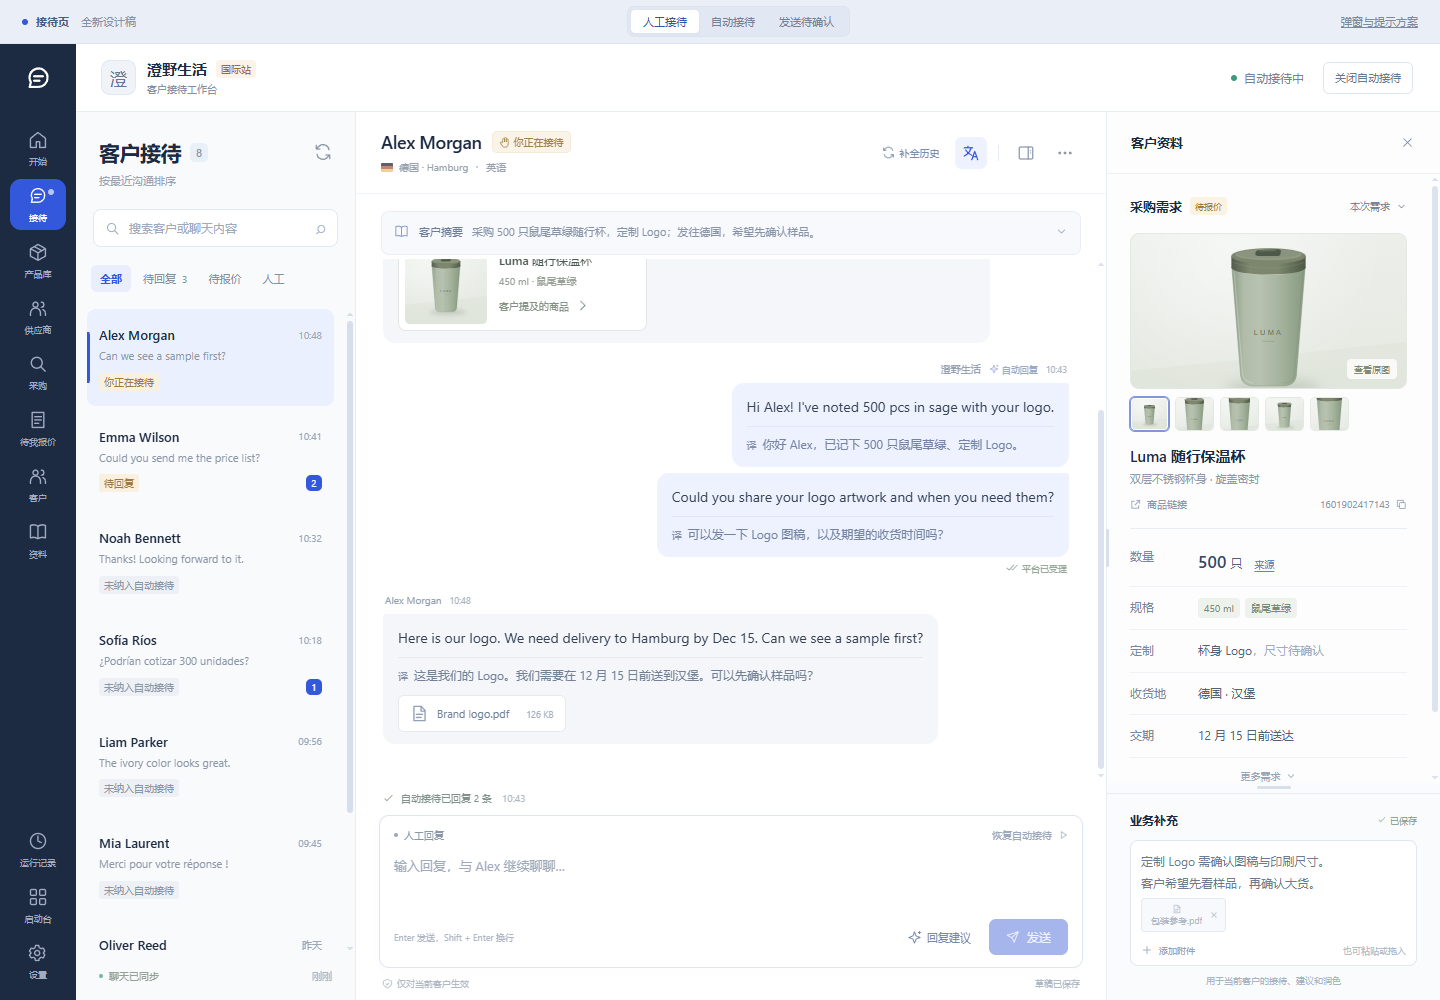 接待页 全新设计稿
人工接待 自动接待 发送待确认
弹窗与提示方案
澄
澄野生活 国际站
客户接待工作台
自动接待中 关闭自动接待
开始
接待
产品库
供应商
采购
待我报价
客户
资料
运行记录
启动台
设置
客户接待 8
按最近沟通排序
搜索客户或聊天内容
全部 待回复 3 待报价 人工
Alex Morgan 10:48
Can we see a sample first?
你正在接待
Emma Wilson 10:41
Could you send me the price list?
待回复 2
Noah Bennett 10:32
Thanks! Looking forward to it.
未纳入自动接待
Sofía Ríos 10:18
¿Podrían cotizar 300 unidades?
未纳入自动接待 1
Liam Parker 09:56
The ivory color looks great.
未纳入自动接待
Mia Laurent 09:45
Merci pour votre réponse !
未纳入自动接待
Oliver Reed 昨天
聊天已同步 刚刚
Alex Morgan 你正在接待
德国 · Hamburg · 英语
补全历史
客户摘要 采购 500 只鼠尾草绿随行杯，定制 Logo；发往德国，希望先确认样品。
Luma 随行保温杯
450 ml · 鼠尾草绿
客户提及的商品
澄野生活 自动回复 10:43
Hi Alex! I've noted 500 pcs in sage with your logo.
译 你好 Alex，已记下 500 只鼠尾草绿、定制 Logo。
Could you share your logo artwork and when you need them?
译 可以发一下 Logo 图稿，以及期望的收货时间吗？
平台已受理
Alex Morgan 10:48
Here is our logo. We need delivery to Hamburg by Dec 15. Can we see a sample first?
译 这是我们的 Logo。我们需要在 12 月 15 日前送到汉堡。可以先确认样品吗？
Brand logo.pdf 126 KB
自动接待已回复 2 条 10:43
人工回复 恢复自动接待
输入回复，与 Alex 继续聊聊...
Enter 发送，Shift + Enter 换行
回复建议 发送
仅对当前客户生效 草稿已保存
客户资料
采购需求 待报价 本次需求
LUMA
查看原图
Luma 随行保温杯
双层不锈钢杯身 · 旋盖密封
商品链接 1601902417143
数量 500 只 来源
规格 450 ml 鼠尾草绿
定制 杯身 Logo，尺寸待确认
收货地 德国 · 汉堡
交期 12 月 15 日前送达
更多需求
业务补充 已保存
定制 Logo 需确认图稿与印刷尺寸。
客户希望先看样品，再确认大货。
包装参考.pdf
添加附件 也可粘贴或拖入
用于当前客户的接待、建议和润色